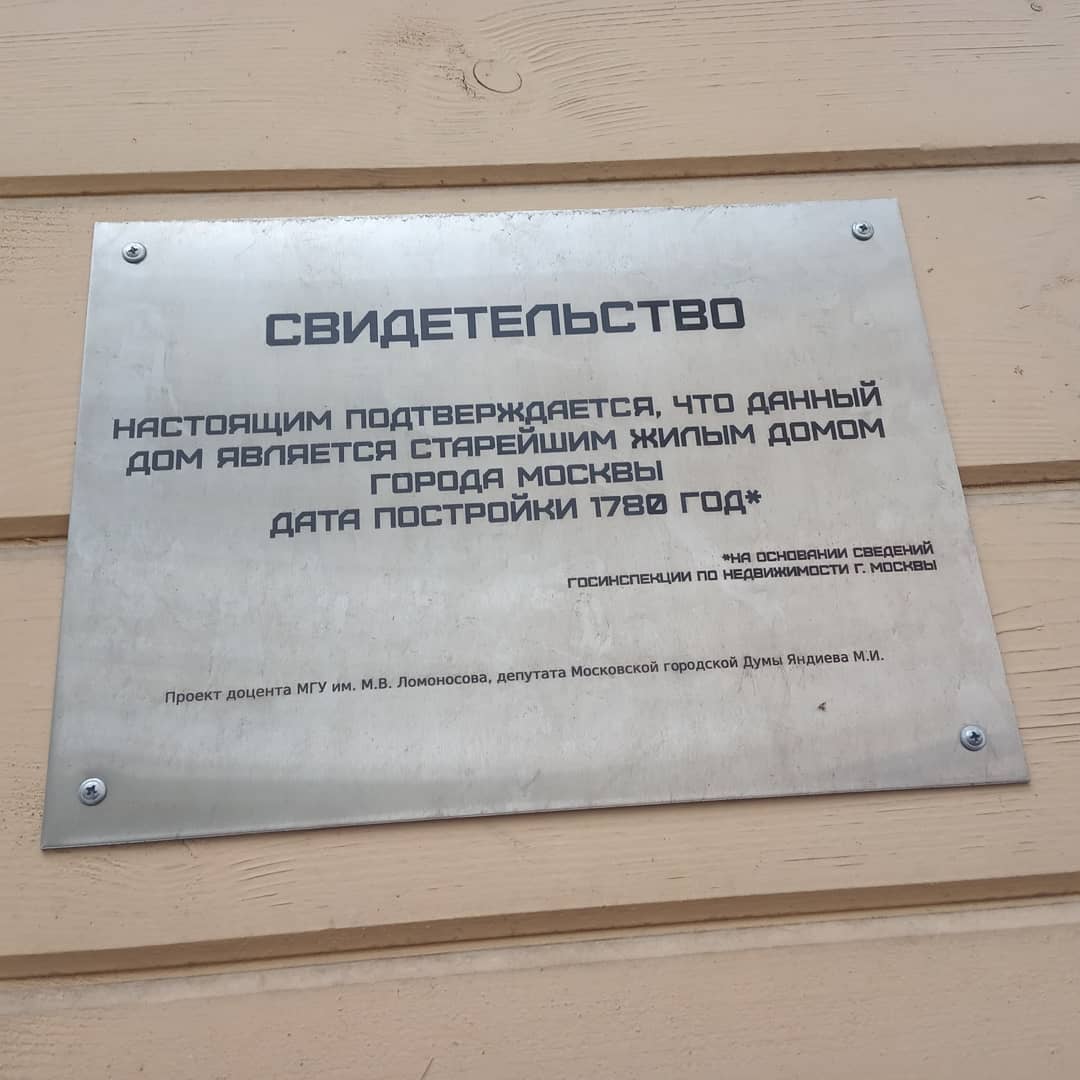 СВИДЕТЕЛЬСТВО
НАСТОЯЩИМ ПОДТВЕРЖДАЕТСЯ, ЧТО ДАННЫЙ
ДОМ ЯВЛЯЕТСЯ СТАРЕЙШИМ ЖИЛЫМ ДОМОМ
ГОРОДА МОСКВЫ
ДАТА ПОСТРОЙКИ 1780 ГОД*
*НА ОСНОВАНИИ СВЕДЕНИЙ
ГОСИНСПЕКЦИИ ПО НЕДВИЖИМОСТИ Г. МОСКВЫ
Проект доцента МГУ им. М.В. Ломоносова, депутата Московской городской Думы Яндиева М.И.